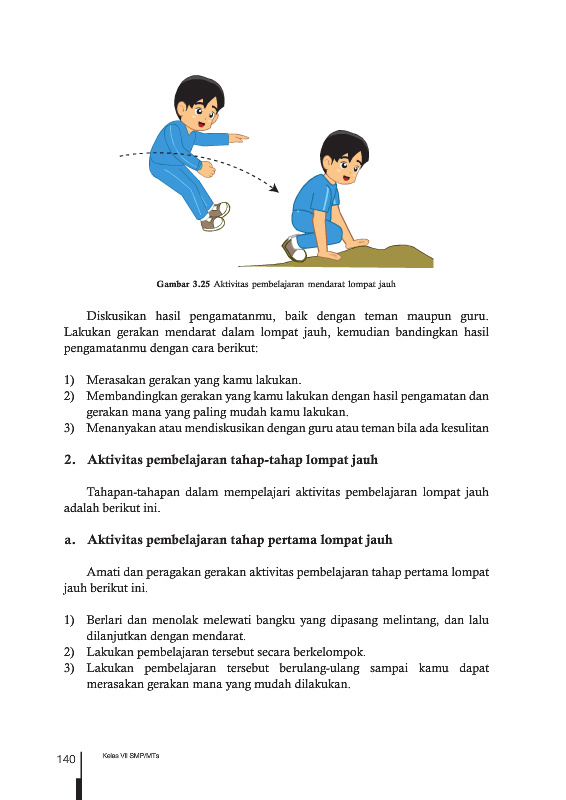 Gambar 3.25 Aktivitas pembelajaran mendarat lompat jauh
Diskusikan hasil pengamatanmu, baik dengan teman maupun guru.
Lakukan gerakan mendarat dalam lompat jauh, kemudian bandingkan hasil
pengamatanmu dengan cara berikut:
1) Merasakan gerakan yang kamu lakukan.
2) Membandingkan gerakan yang kamu lakukan dengan hasil pengamatan dan
gerakan mana yang paling mudah kamu lakukan.
3) Menanyakan atau mendiskusikan dengan guru atau teman bila ada kesulitan
2. Aktivitas pembelajaran tahap-tahap lompat jauh
Tahapan-tahapan dalam mempelajari aktivitas pembelajaran lompat jauh
adalah berikut ini.
a. Aktivitas pembelajaran tahap pertama lompat jauh
Amati dan peragakan gerakan aktivitas pembelajaran tahap pertama lompat
jauh berikut ini.
1) Berlari dan menolak melewati bangku yang dipasang melintang, dan lalu
dilanjutkan dengan mendarat.
2) Lakukan pembelajaran tersebut secara berkelompok.
3) Lakukan pembelajaran tersebut berulang-ulang sampai kamu dapat
merasakan gerakan mana yang mudah dilakukan.
140 Kelas VII SMP/MTs